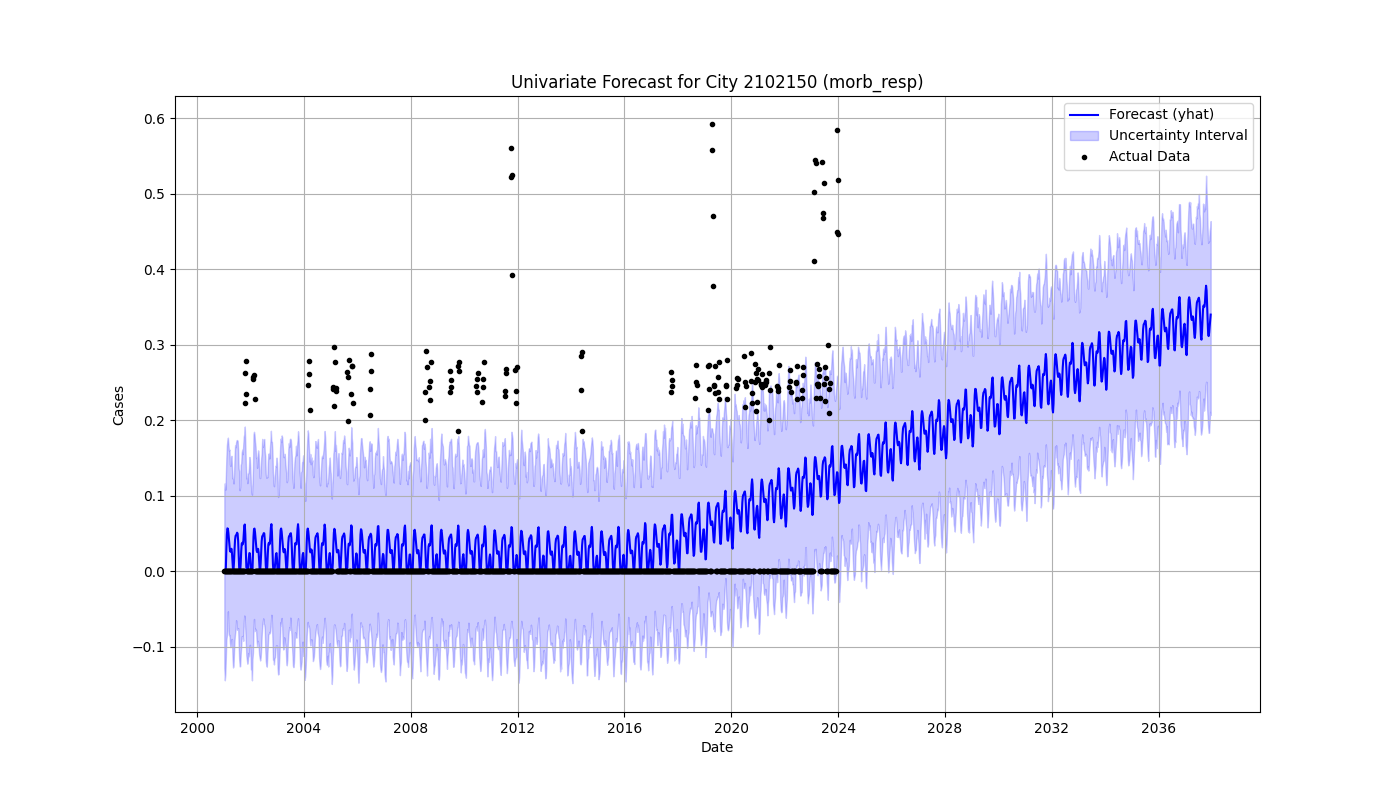 Univariate Forecast for City 2102150 (morb_resp)
Forecast (yhat)
Uncertainty Interval
Actual Data
Cases
0.6
0.5
0.4
0.3
0.2
0.1
0.0
−0.1
2000 2004 2008 2012 2016 2020 2024 2028 2032 2036
Date